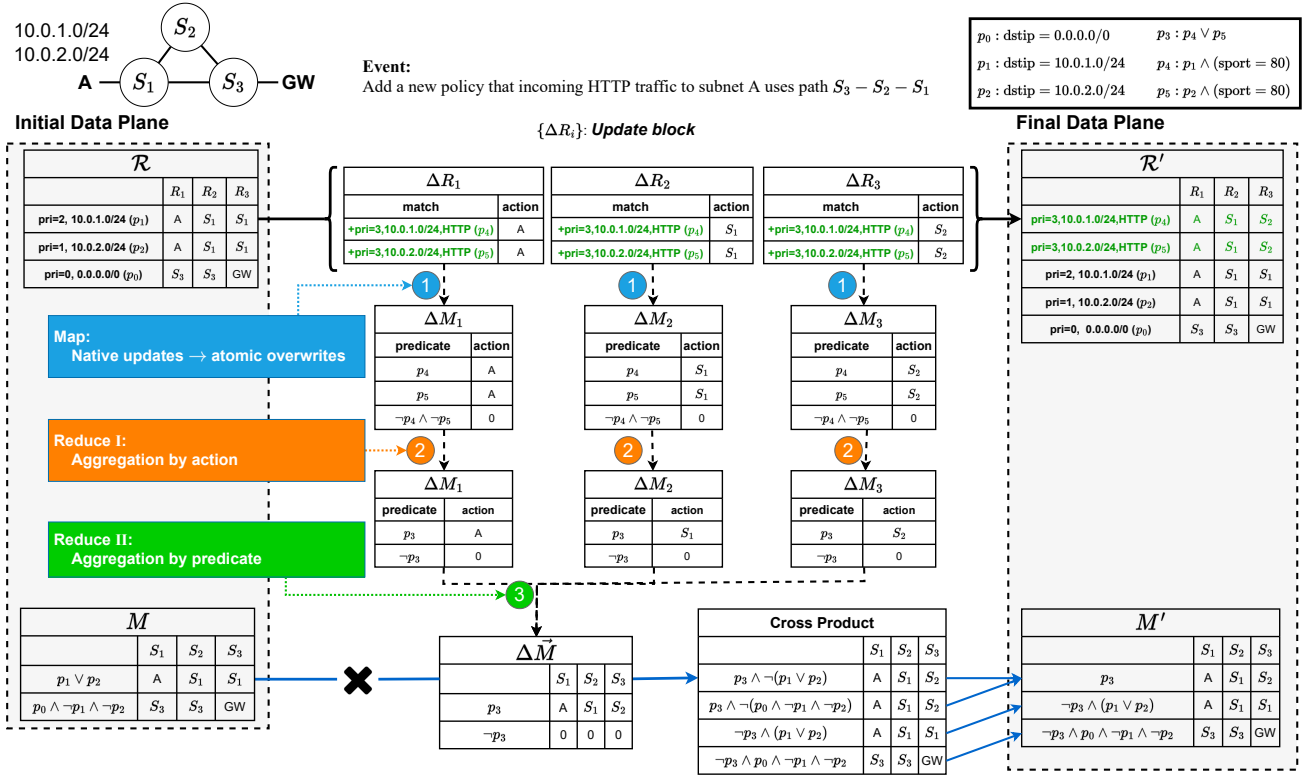 10.0.1.0/24
10.0.2.0/24
A S₁ S₂ S₃ GW
Event:
Add a new policy that incoming HTTP traffic to subnet A uses path S₃ − S₂ − S₁
p₀ : dstip = 0.0.0.0/0 p₃ : p₄ ∨ p₅
p₁ : dstip = 10.0.1.0/24 p₄ : p₁ ∧ (sport = 80)
p₂ : dstip = 10.0.2.0/24 p₅ : p₂ ∧ (sport = 80)
Initial Data Plane
ℛ
R₁ R₂ R₃
pri=2, 10.0.1.0/24 (p₁) A S₁ S₁
pri=1, 10.0.2.0/24 (p₂) A S₁ S₁
pri=0, 0.0.0.0/0 (p₀) S₃ S₃ GW
{ΔRᵢ}: Update block
ΔR₁
match action
+pri=3,10.0.1.0/24,HTTP (p₄) A
+pri=3,10.0.2.0/24,HTTP (p₅) A
ΔR₂
match action
+pri=3,10.0.1.0/24,HTTP (p₄) S₁
+pri=3,10.0.2.0/24,HTTP (p₅) S₁
ΔR₃
match action
+pri=3,10.0.1.0/24,HTTP (p₄) S₂
+pri=3,10.0.2.0/24,HTTP (p₅) S₂
Final Data Plane
ℛ′
R₁ R₂ R₃
pri=3,10.0.1.0/24,HTTP (p₄) A S₁ S₂
pri=3,10.0.2.0/24,HTTP (p₅) A S₁ S₂
pri=2, 10.0.1.0/24 (p₁) A S₁ S₁
pri=1, 10.0.2.0/24 (p₂) A S₁ S₁
pri=0, 0.0.0.0/0 (p₀) S₃ S₃ GW
Map:
Native updates → atomic overwrites
1
1
1
ΔM₁
predicate action
p₄ A
p₅ A
¬p₄ ∧ ¬p₅ 0
ΔM₂
predicate action
p₄ S₁
p₅ S₁
¬p₄ ∧ ¬p₅ 0
ΔM₃
predicate action
p₄ S₂
p₅ S₂
¬p₄ ∧ ¬p₅ 0
Reduce I:
Aggregation by action
2
2
2
ΔM₁
predicate action
p₃ A
¬p₃ 0
ΔM₂
predicate action
p₃ S₁
¬p₃ 0
ΔM₃
predicate action
p₃ S₂
¬p₃ 0
Reduce II:
Aggregation by predicate
3
M
S₁ S₂ S₃
p₁ ∨ p₂ A S₁ S₁
p₀ ∧ ¬p₁ ∧ ¬p₂ S₃ S₃ GW
ΔM⃗
S₁ S₂ S₃
p₃ A S₁ S₂
¬p₃ 0 0 0
Cross Product
S₁ S₂ S₃
p₃ ∧ ¬(p₁ ∨ p₂) A S₁ S₂
p₃ ∧ ¬(p₀ ∧ ¬p₁ ∧ ¬p₂) A S₁ S₂
¬p₃ ∧ (p₁ ∨ p₂) A S₁ S₁
¬p₃ ∧ p₀ ∧ ¬p₁ ∧ ¬p₂ S₃ S₃ GW
M′
S₁ S₂ S₃
p₃ A S₁ S₂
¬p₃ ∧ (p₁ ∨ p₂) A S₁ S₁
¬p₃ ∧ p₀ ∧ ¬p₁ ∧ ¬p₂ S₃ S₃ GW